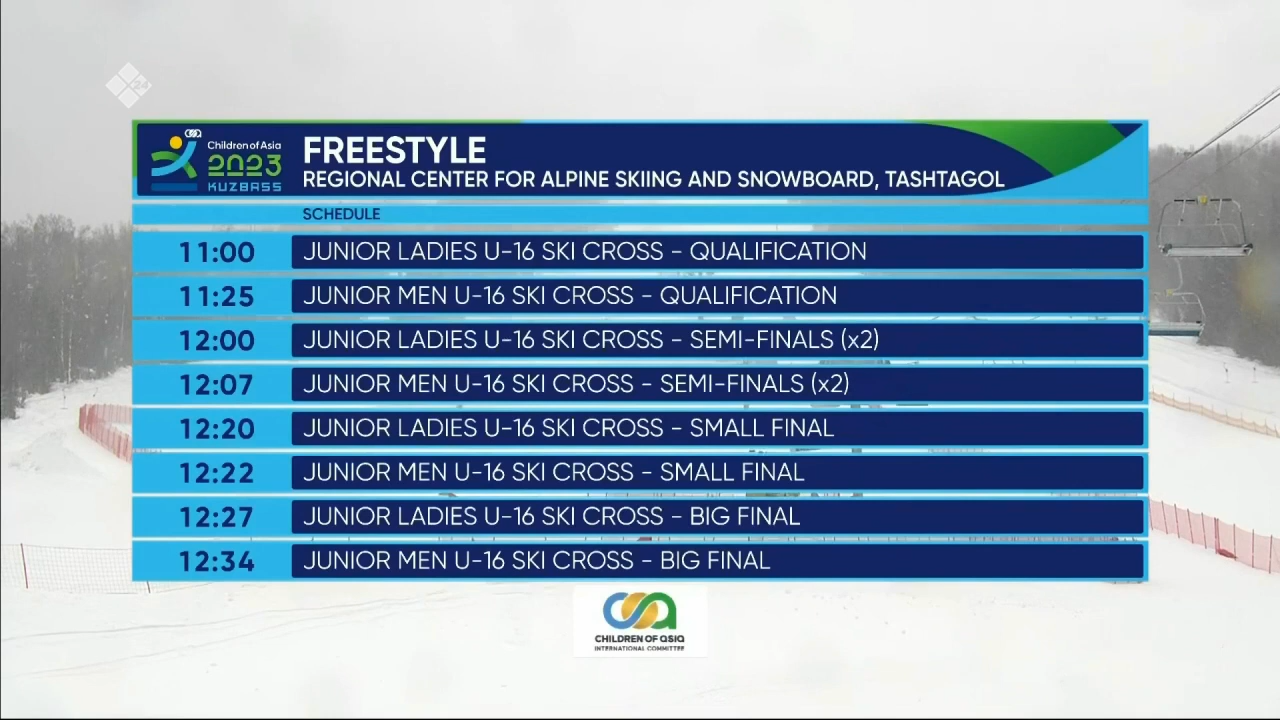 24
Children of Asia
2023
KUZBASS
FREESTYLE
REGIONAL CENTER FOR ALPINE SKIING AND SNOWBOARD, TASHTAGOL
SCHEDULE
11:00 JUNIOR LADIES U-16 SKI CROSS - QUALIFICATION
11:25 JUNIOR MEN U-16 SKI CROSS - QUALIFICATION
12:00 JUNIOR LADIES U-16 SKI CROSS - SEMI-FINALS (x2)
12:07 JUNIOR MEN U-16 SKI CROSS - SEMI-FINALS (x2)
12:20 JUNIOR LADIES U-16 SKI CROSS - SMALL FINAL
12:22 JUNIOR MEN U-16 SKI CROSS - SMALL FINAL
12:27 JUNIOR LADIES U-16 SKI CROSS - BIG FINAL
12:34 JUNIOR MEN U-16 SKI CROSS - BIG FINAL
CHILDREN OF ASIA
INTERNATIONAL COMMITTEE